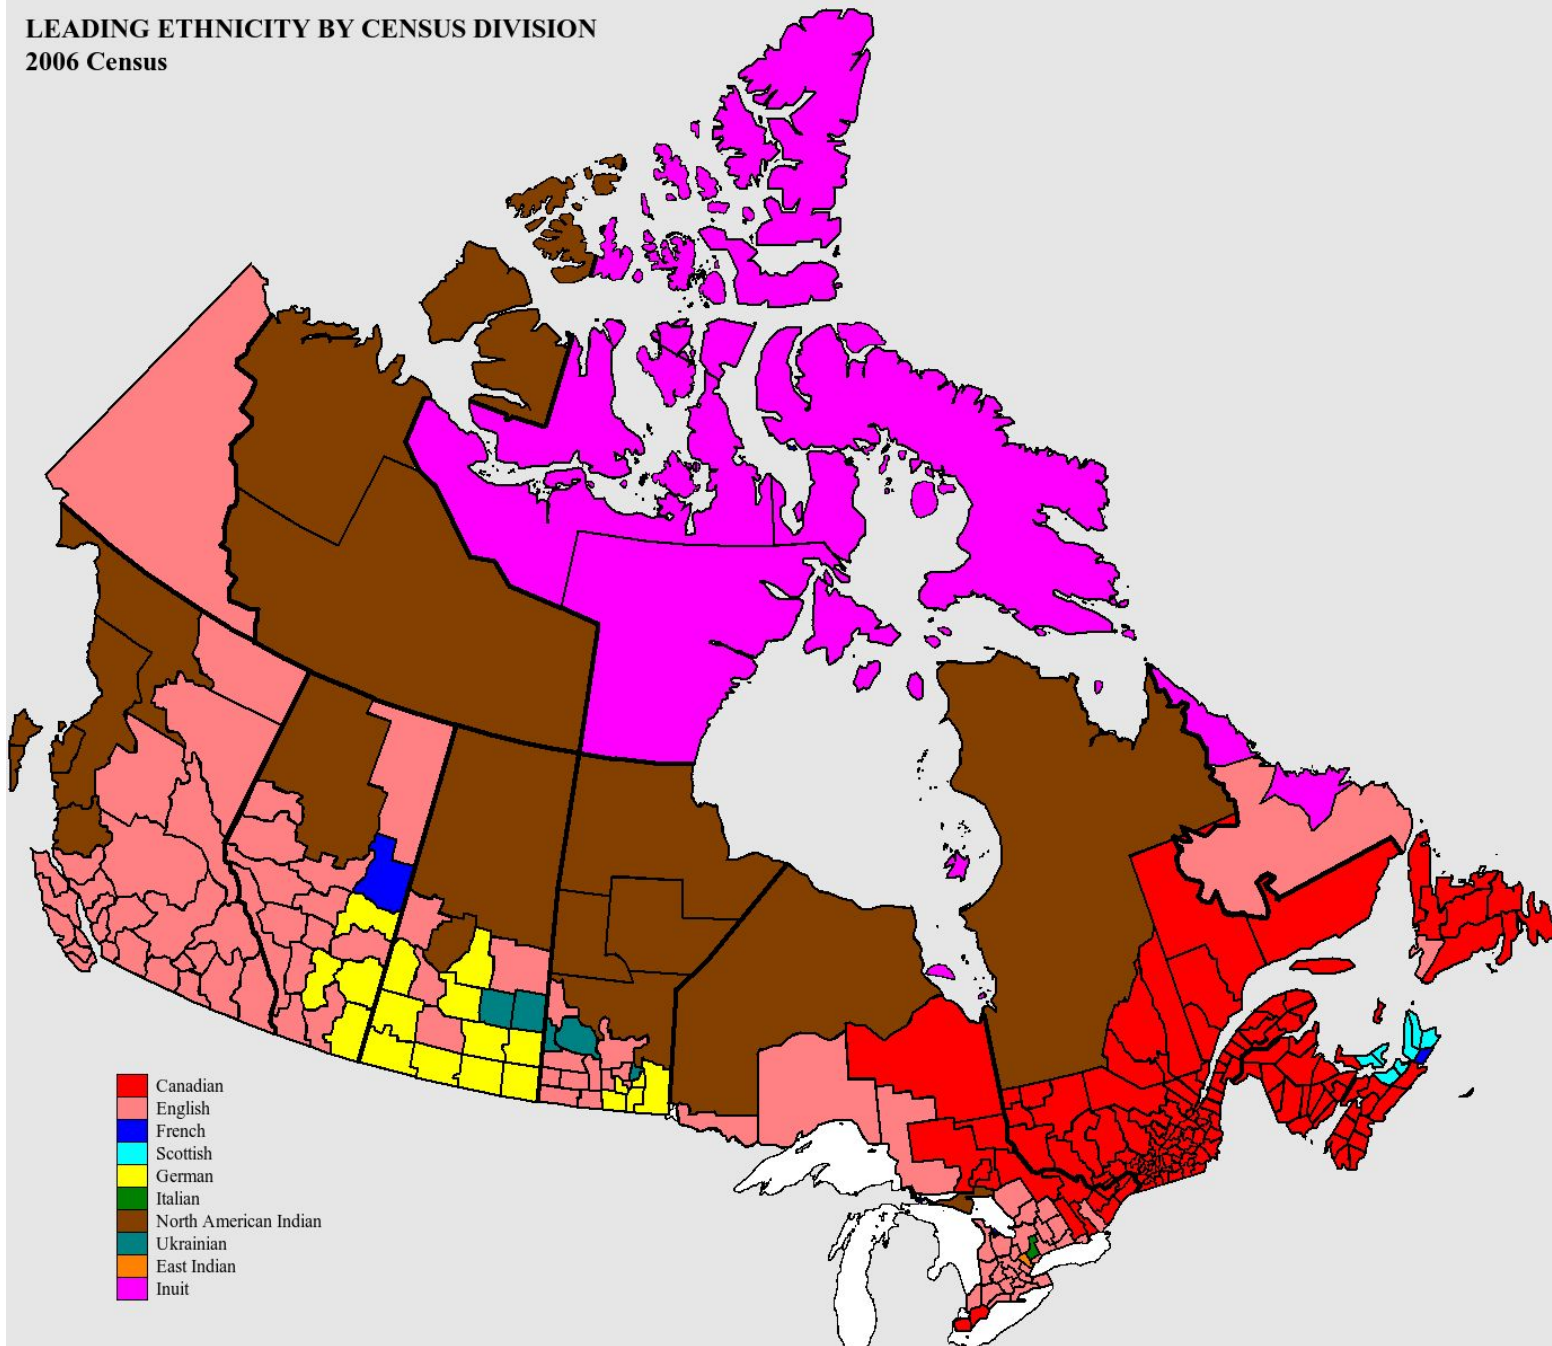 LEADING ETHNICITY BY CENSUS DIVISION
2006 Census
Canadian
English
French
Scottish
German
Italian
North American Indian
Ukrainian
East Indian
Inuit